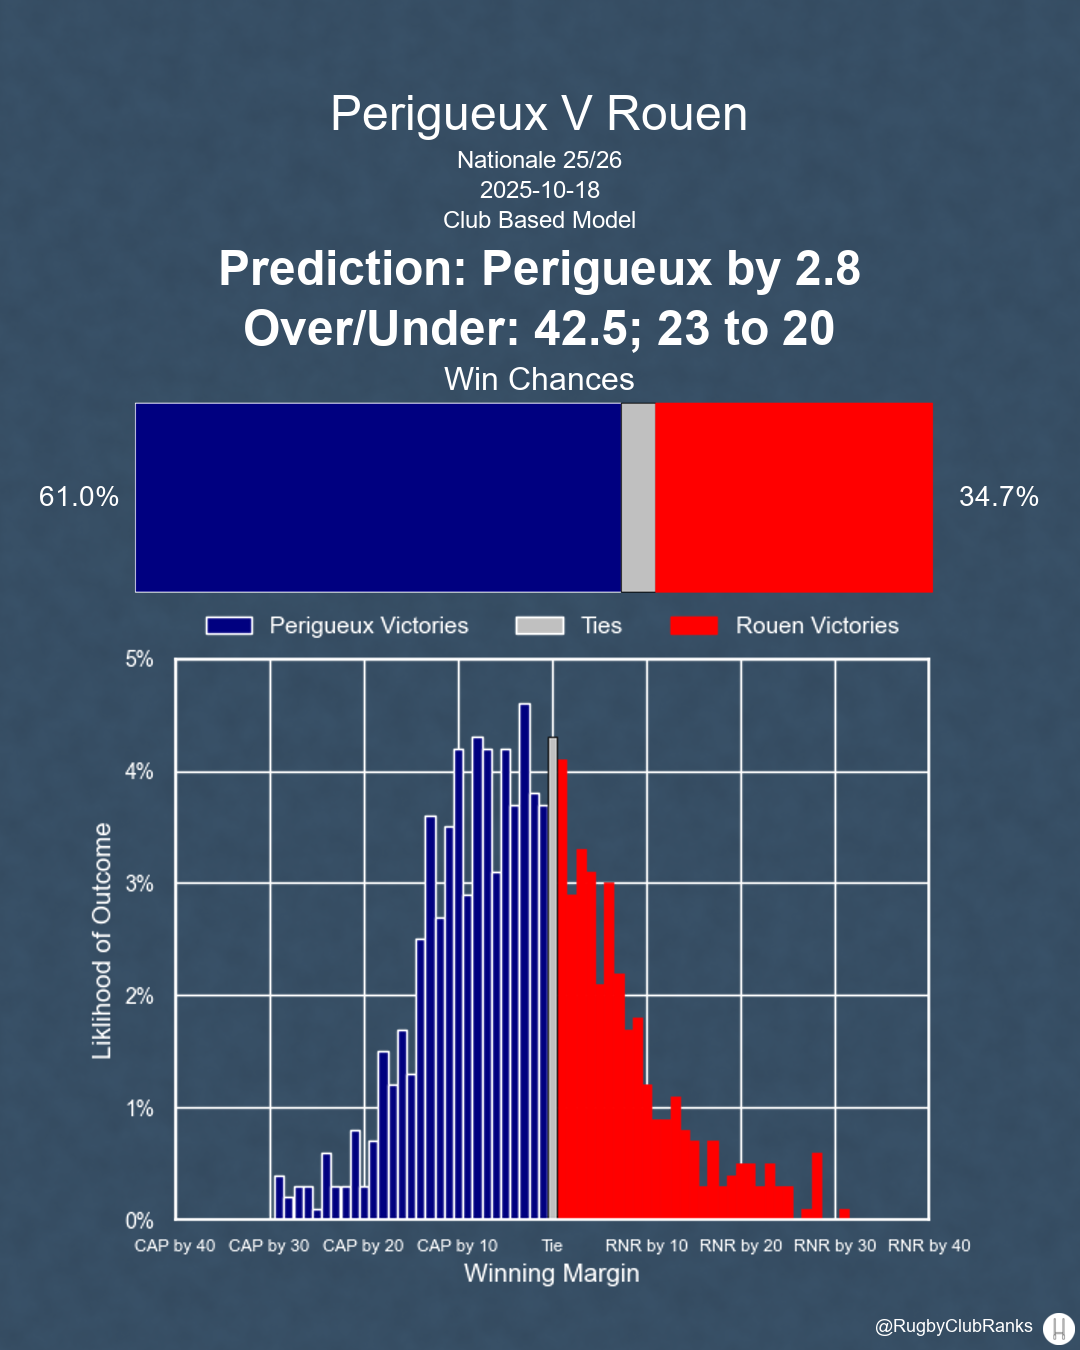 Perigueux V Rouen
Nationale 25/26
2025-10-18
Club Based Model
Prediction: Perigueux by 2.8
Over/Under: 42.5; 23 to 20
Win Chances
61.0%
34.7%
Perigueux Victories
Ties
Rouen Victories
5%
4%
3%
2%
1%
0%
Liklihood of Outcome
CAP by 40 CAP by 30 CAP by 20 CAP by 10 Tie RNR by 10 RNR by 20 RNR by 30 RNR by 40
Winning Margin
@RugbyClubRanks